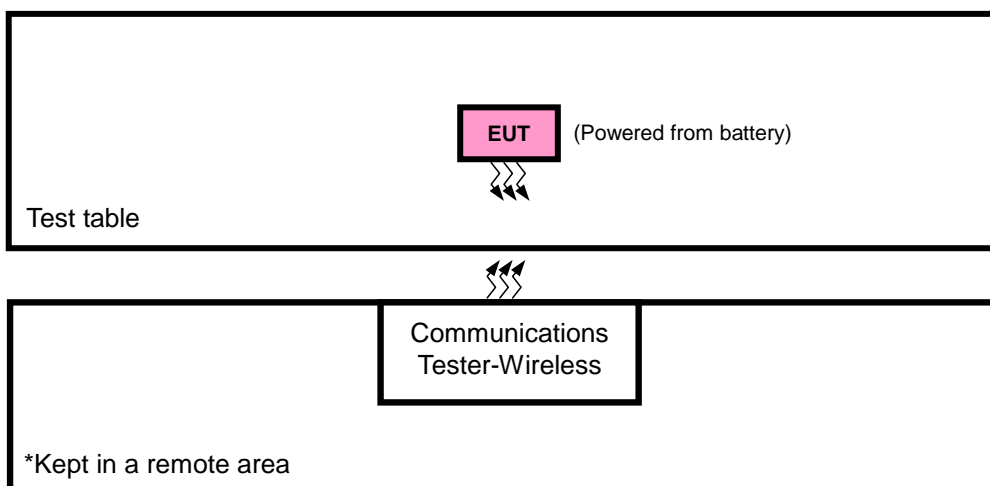 EUT (Powered from battery)
Test table
Communications
Tester-Wireless
*Kept in a remote area